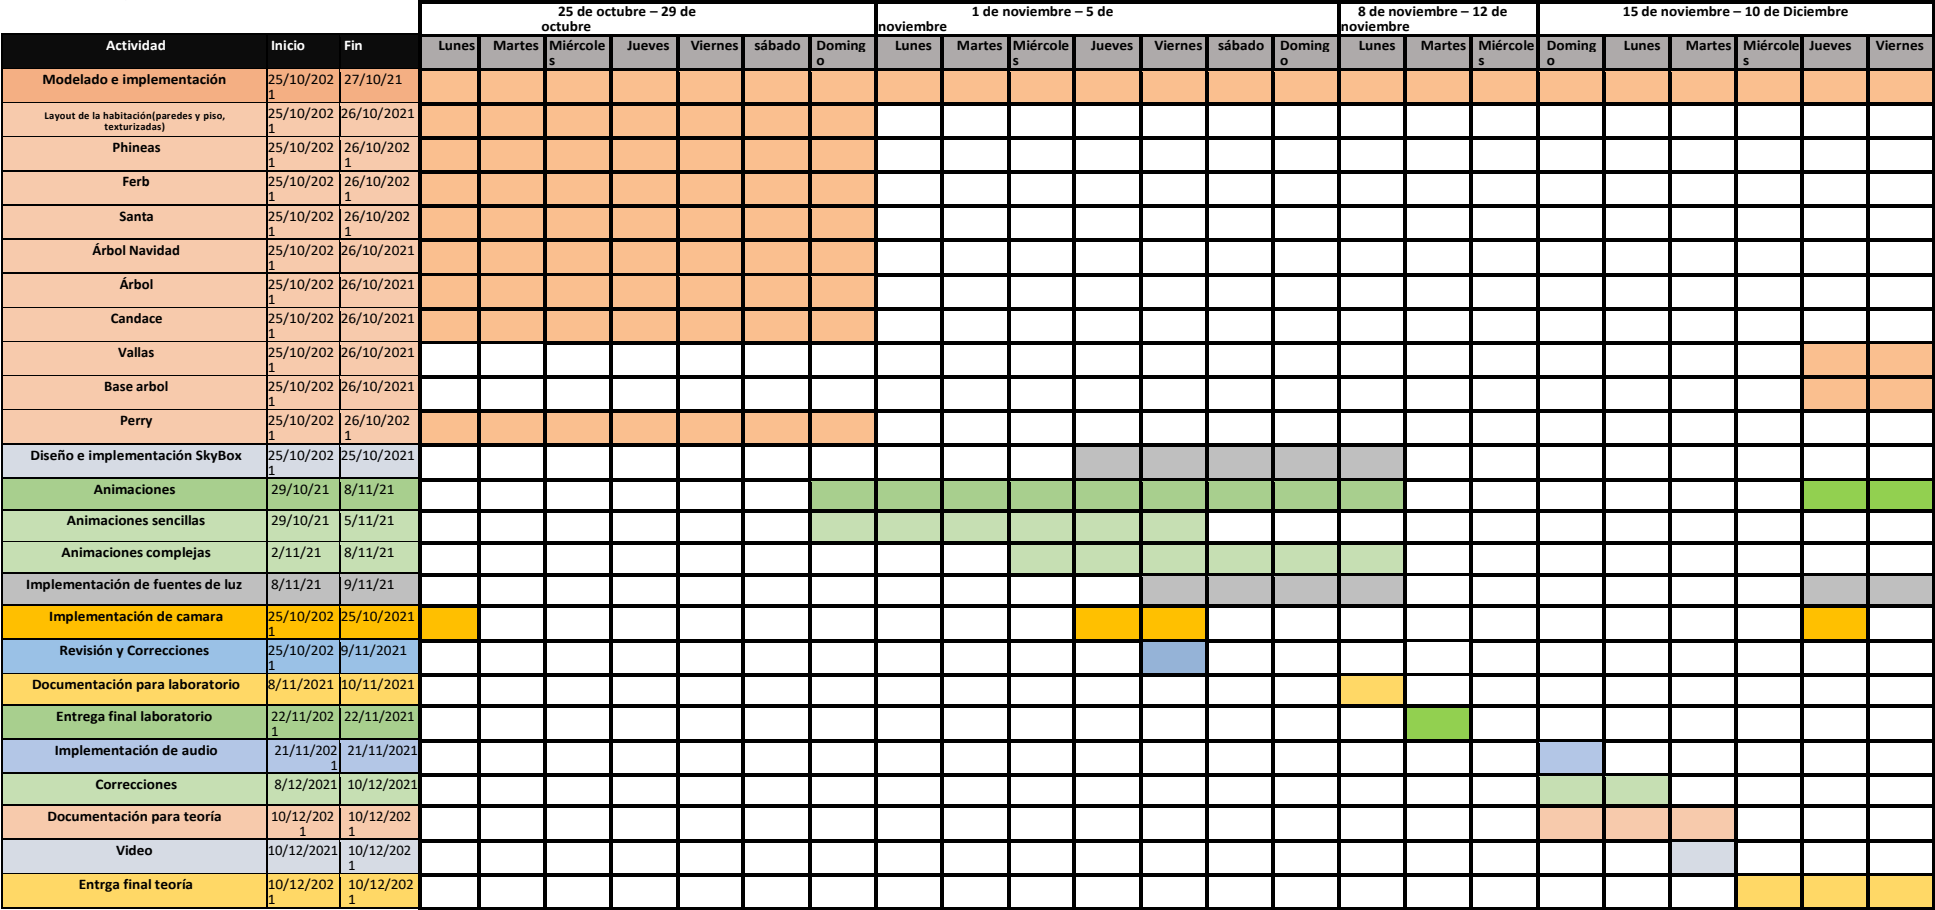 25 de octubre – 29 de
octubre
1 de noviembre – 5 de
noviembre
8 de noviembre – 12 de
noviembre
15 de noviembre – 10 de Diciembre
Actividad Inicio Fin Lunes Martes Miércole
s Jueves Viernes sábado Doming
o Lunes Martes Miércole
s Jueves Viernes sábado Doming
o Lunes Martes Miércole
s Doming
o Lunes Martes Miércole
s Jueves Viernes
Modelado e implementación 25/10/202
1 27/10/21
Layout de la habitación(paredes y piso,
texturizadas) 25/10/202
1 26/10/2021
Phineas 25/10/202
1 26/10/202
1
Ferb 25/10/202
1 26/10/202
1
Santa 25/10/202
1 26/10/202
1
Árbol Navidad 25/10/202
1 26/10/2021
Árbol 25/10/202
1 26/10/2021
Candace 25/10/202
1 26/10/2021
Vallas 25/10/202
1 26/10/2021
Base arbol 25/10/202
1 26/10/2021
Perry 25/10/202
1 26/10/202
1
Diseño e implementación SkyBox 25/10/202
1 25/10/2021
Animaciones 29/10/21 8/11/21
Animaciones sencillas 29/10/21 5/11/21
Animaciones complejas 2/11/21 8/11/21
Implementación de fuentes de luz 8/11/21 9/11/21
Implementación de camara 25/10/202
1 25/10/2021
Revisión y Correcciones 25/10/202
1 9/11/2021
Documentación para laboratorio 8/11/2021 10/11/2021
Entrega final laboratorio 22/11/202
1 22/11/2021
Implementación de audio 21/11/202
1 21/11/2021
Correcciones 8/12/2021 10/12/2021
Documentación para teoría 10/12/202
1 10/12/202
1
Video 10/12/2021 10/12/202
1
Entrga final teoría 10/12/202
1 10/12/202
1